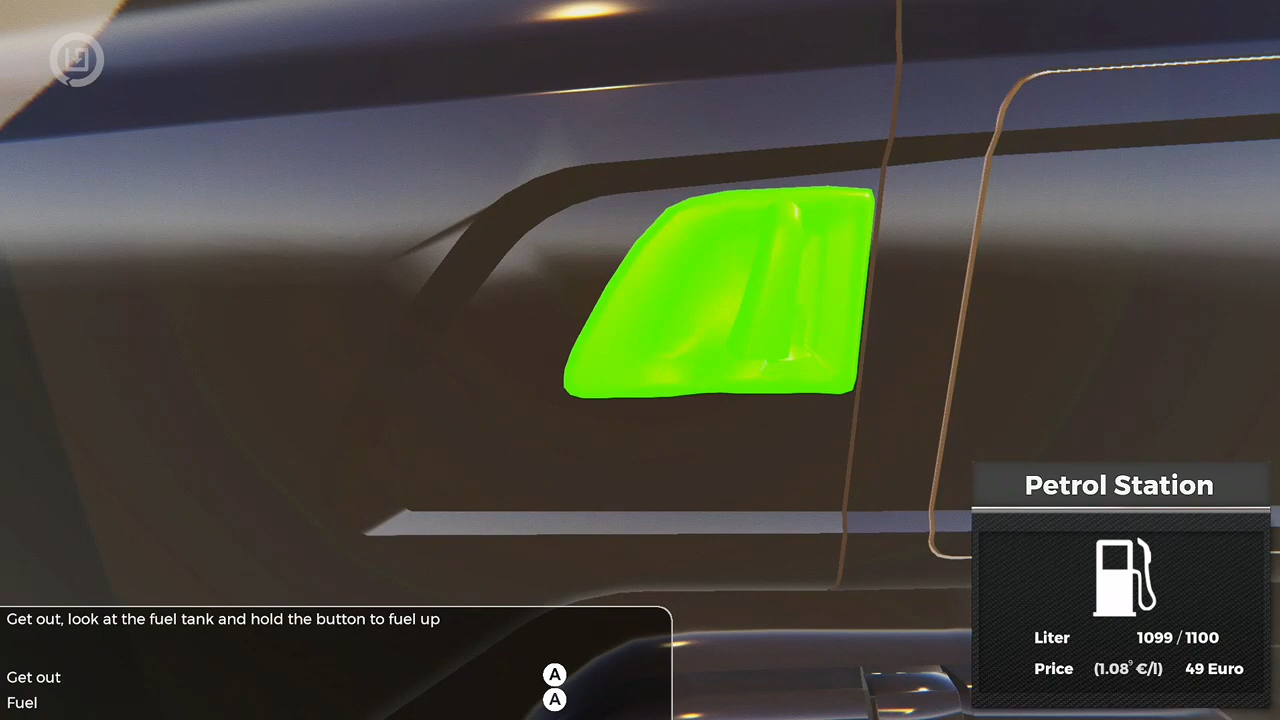 Petrol Station
Liter 1099 / 1100
Price (1.08⁹ €/l) 49 Euro
Get out, look at the fuel tank and hold the button to fuel up
Get out A
Fuel A